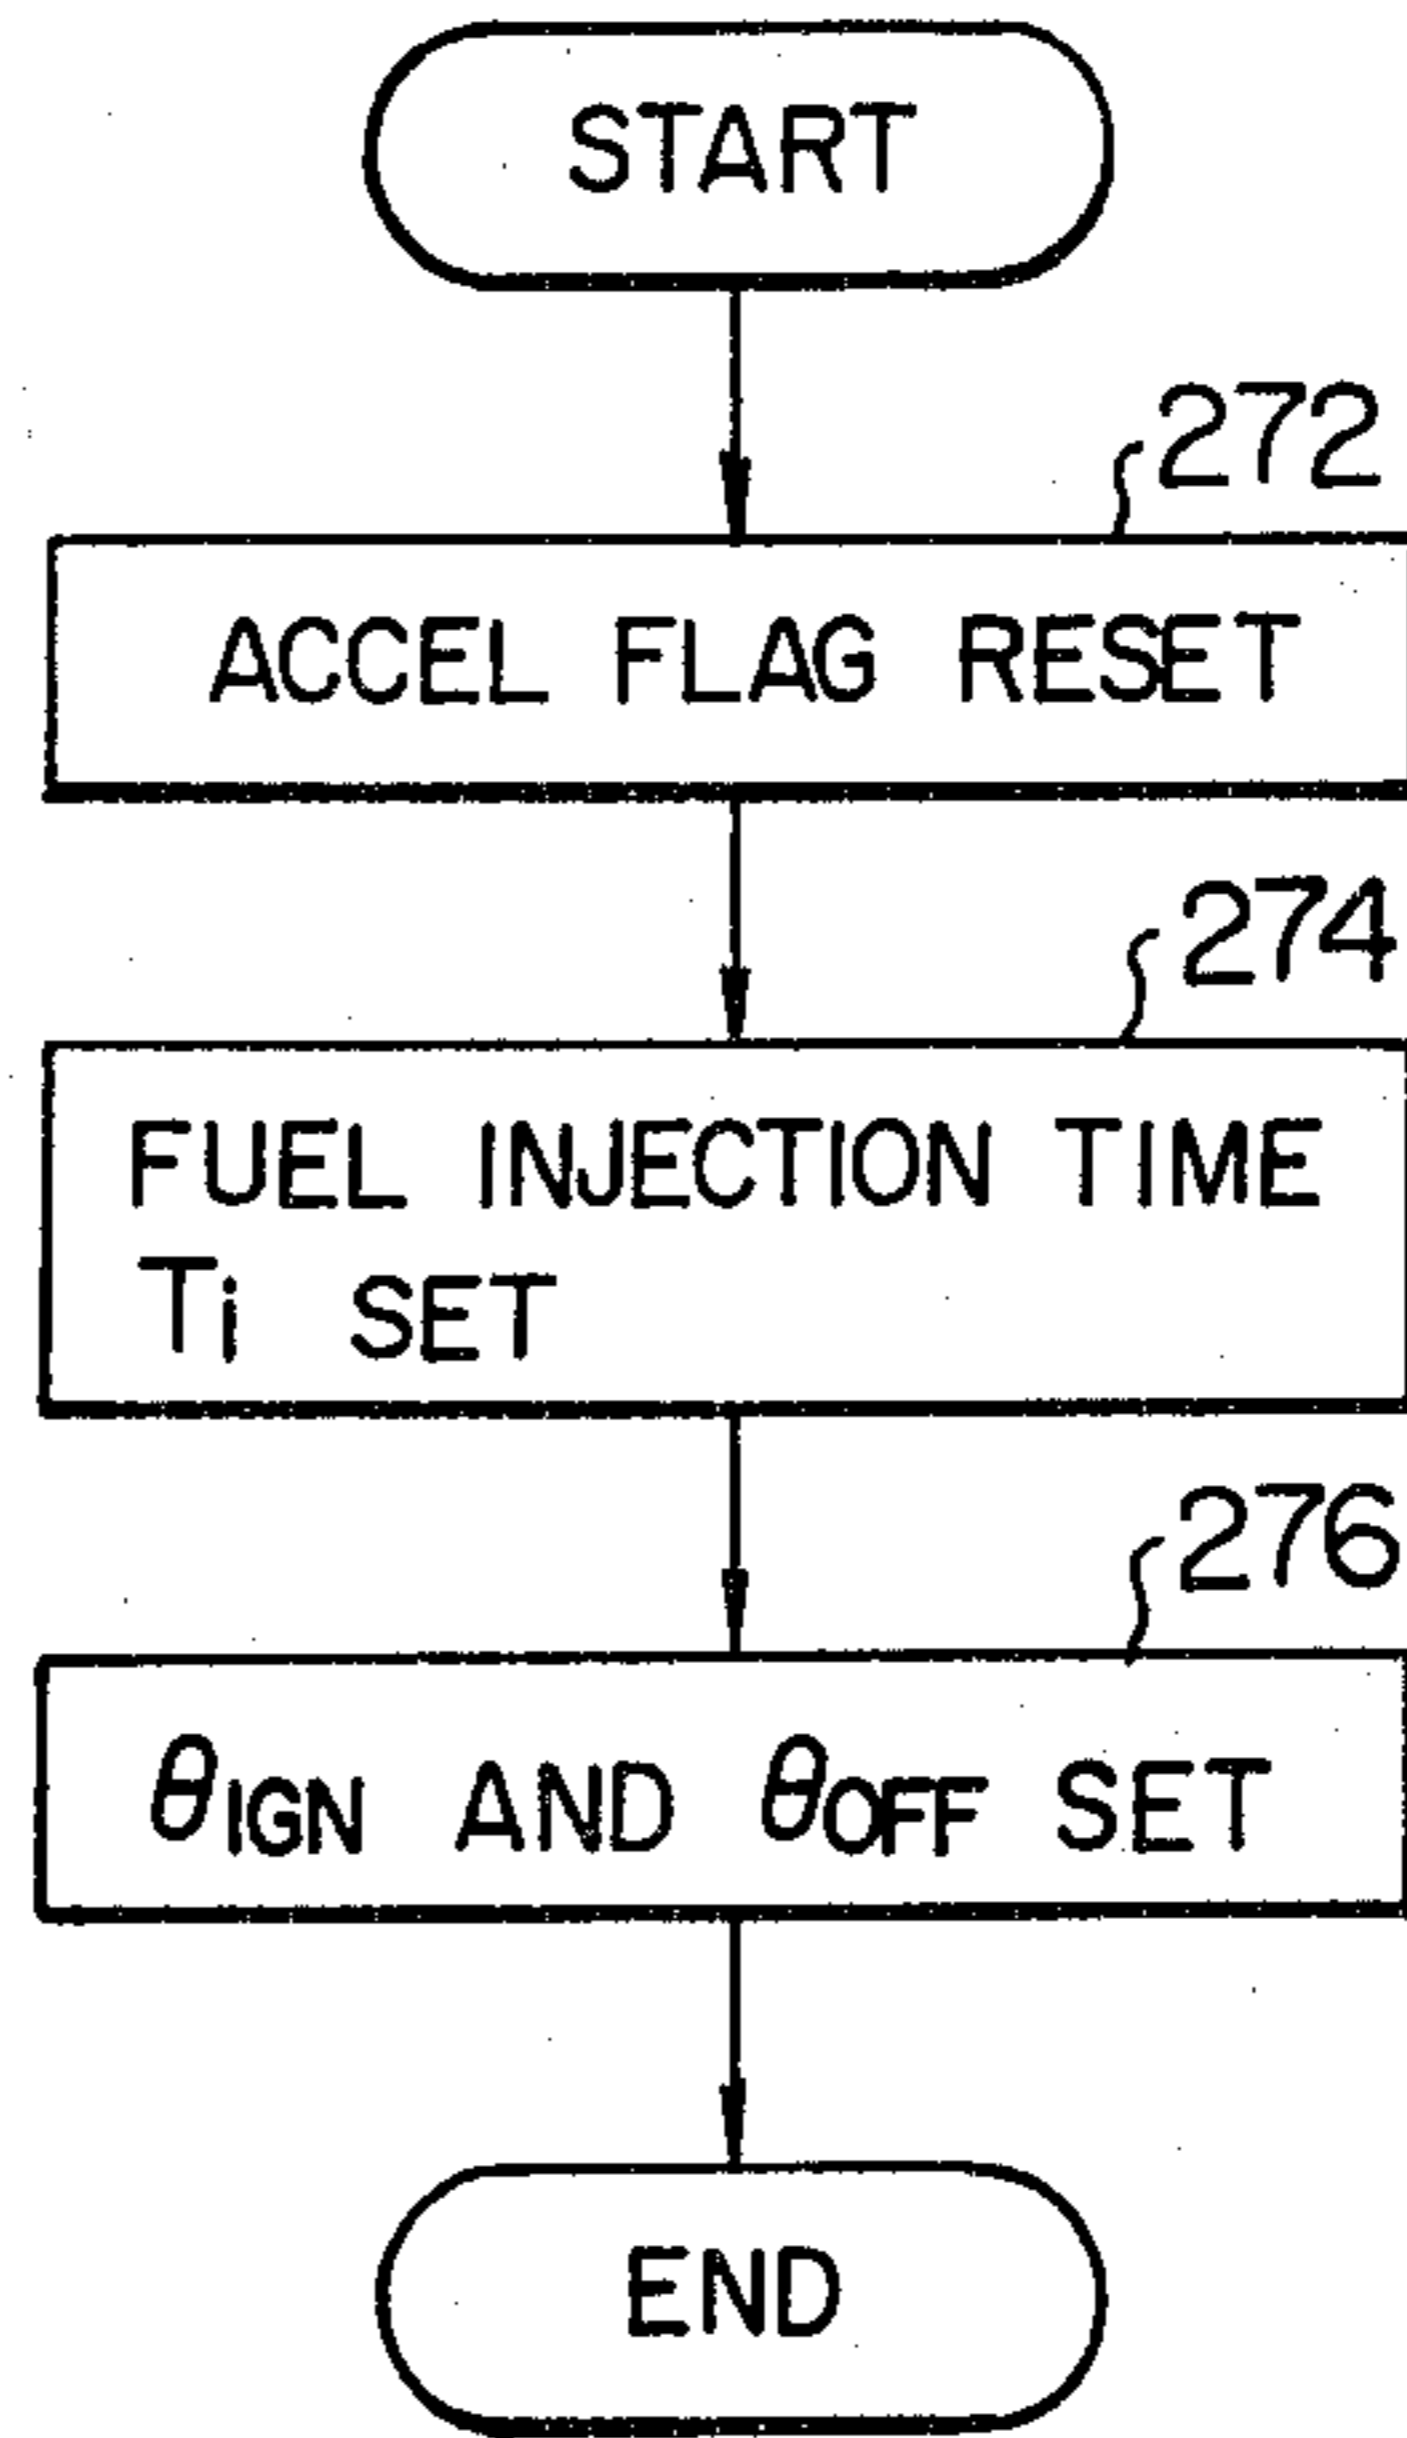 START
272
ACCEL FLAG RESET
274
FUEL INJECTION TIME
Ti SET
276
θIGN AND θOFF SET
END